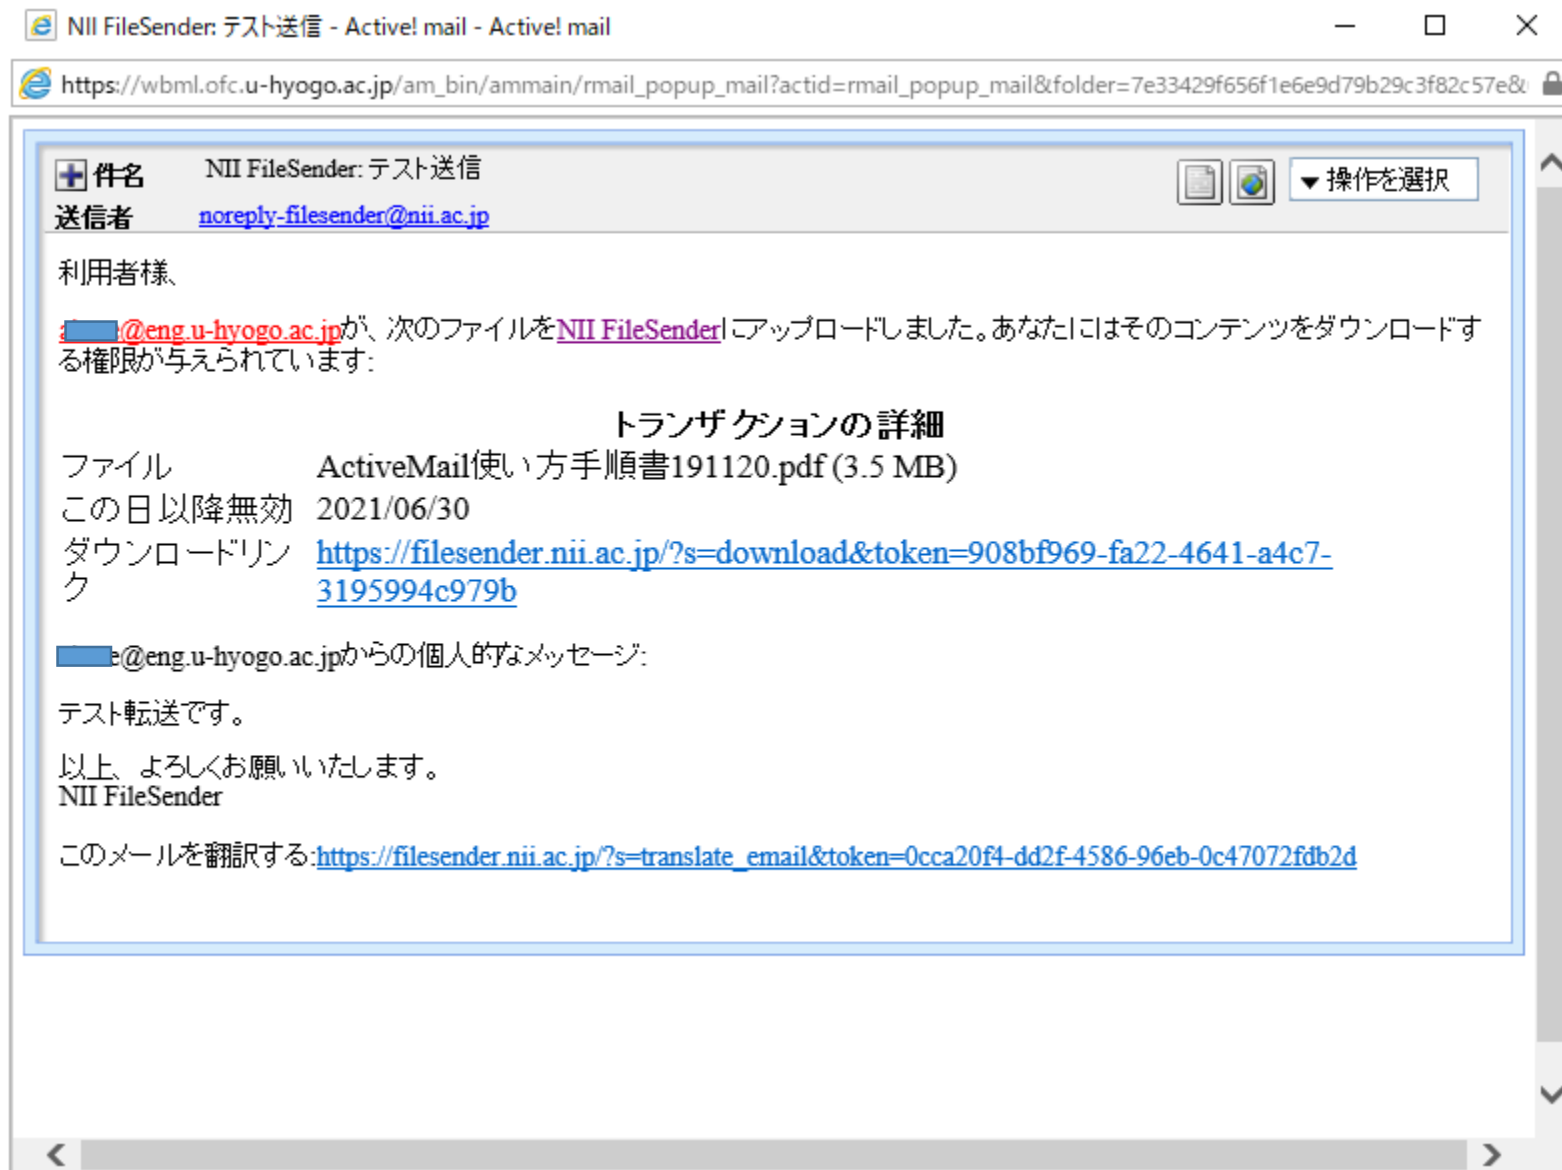 NII FileSender: テスト送信 - Active! mail - Active! mail
https://wbml.ofc.u-hyogo.ac.jp/am_bin/ammain/rmail_popup_mail?actid=rmail_popup_mail&folder=7e33429f656f1e6e9d79b29c3f82c57e&
件名 NII FileSender: テスト送信
▼操作を選択
送信者 noreply-filesender@nii.ac.jp
利用者様、
@eng.u-hyogo.ac.jpが、次のファイルをNII FileSenderにアップロードしました。あなたにはそのコンテンツをダウンロードす
る権限が与えられています:
トランザクションの詳細
ファイル ActiveMail使い方手順書191120.pdf (3.5 MB)
この日以降無効 2021/06/30
ダウンロードリン https://filesender.nii.ac.jp/?s=download&token=908bf969-fa22-4641-a4c7-
ク 3195994c979b
e@eng.u-hyogo.ac.jpからの個人的なメッセージ:
テスト転送です。
以上、よろしくお願いいたします。
NII FileSender
このメールを翻訳する:https://filesender.nii.ac.jp/?s=translate_email&token=0cca20f4-dd2f-4586-96eb-0c47072fdb2d